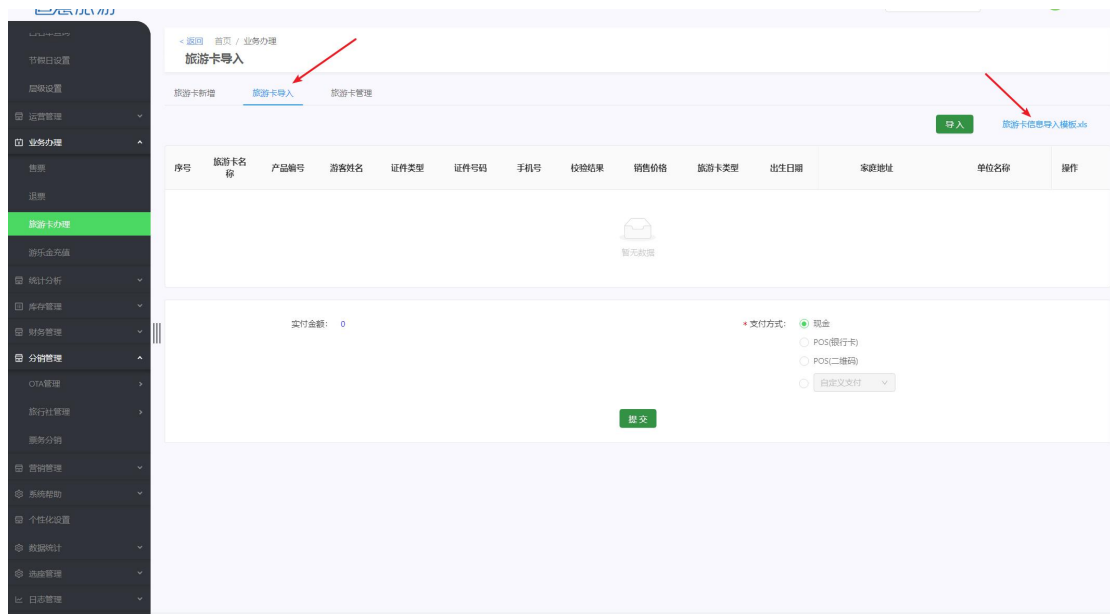 < 返回 首页 / 业务办理
旅游卡导入
旅游卡新增 旅游卡导入 旅游卡管理
导入 旅游卡信息导入模板.xls
序号 旅游卡名称 产品编号 游客姓名 证件类型 证件号码 手机号 校验结果 销售价格 旅游卡类型 出生日期 家庭地址 单位名称 操作
暂无数据
实付金额: 0
* 支付方式: 现金
POS(银行卡)
POS(二维码)
自定义支付
提交
节假日设置
层级设置
运营管理
业务办理
售票
退票
旅游卡办理
游乐金充值
统计分析
库存管理
财务管理
分销管理
OTA管理
旅行社管理
票务分销
营销管理
系统帮助
个性化设置
数据统计
选座管理
日志管理